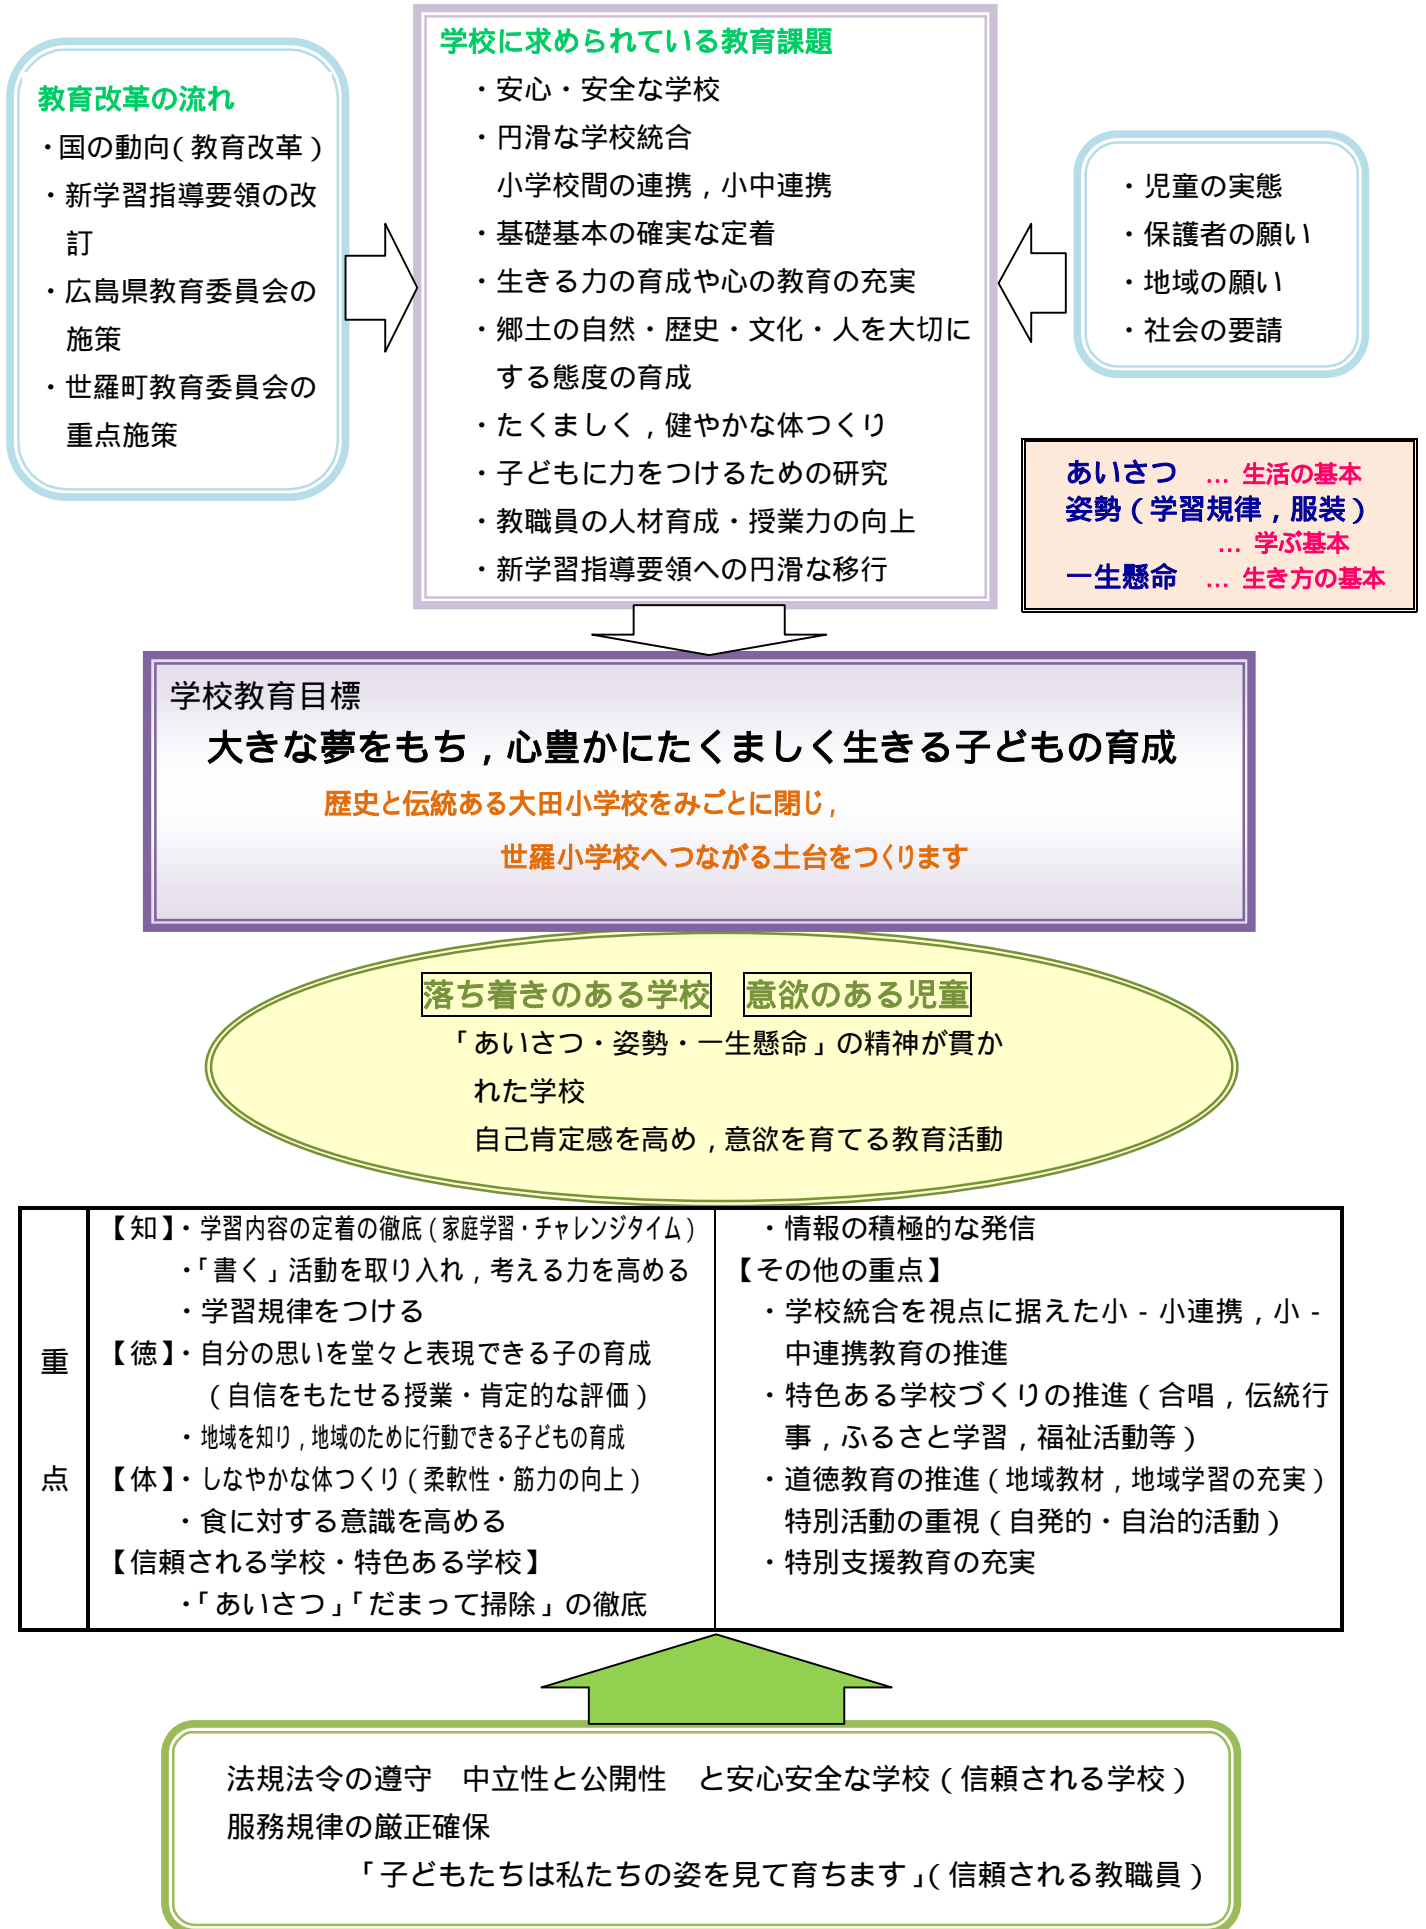 教育改革の流れ
・国の動向(教育改革)
・新学習指導要領の改
訂
・広島県教育委員会の
施策
・世羅町教育委員会の
重点施策
学校に求められている教育課題
・安心・安全な学校
・円滑な学校統合
小学校間の連携，小中連携
・基礎基本の確実な定着
・生きる力の育成や心の教育の充実
・郷土の自然・歴史・文化・人を大切に
する態度の育成
・たくましく，健やかな体つくり
・子どもに力をつけるための研究
・教職員の人材育成・授業力の向上
・新学習指導要領への円滑な移行
・児童の実態
・保護者の願い
・地域の願い
・社会の要請
あいさつ … 生活の基本
姿勢（学習規律，服装）
… 学ぶ基本
一生懸命 … 生き方の基本
学校教育目標
大きな夢をもち，心豊かにたくましく生きる子どもの育成
歴史と伝統ある大田小学校をみごとに閉じ，
世羅小学校へつながる土台をつくります
落ち着きのある学校 意欲のある児童
「あいさつ・姿勢・一生懸命」の精神が貫か
れた学校
自己肯定感を高め，意欲を育てる教育活動
重
点
【知】・学習内容の定着の徹底（家庭学習・チャレンジタイム）
・「書く」活動を取り入れ，考える力を高める
・学習規律をつける
【徳】・自分の思いを堂々と表現できる子の育成
（自信をもたせる授業・肯定的な評価）
・地域を知り，地域のために行動できる子どもの育成
【体】・しなやかな体つくり（柔軟性・筋力の向上）
・食に対する意識を高める
【信頼される学校・特色ある学校】
・「あいさつ」「だまって掃除」の徹底
・情報の積極的な発信
【その他の重点】
・学校統合を視点に据えた小‐小連携，小‐
中連携教育の推進
・特色ある学校づくりの推進（合唱，伝統行
事，ふるさと学習，福祉活動等）
・道徳教育の推進（地域教材，地域学習の充実）
特別活動の重視（自発的・自治的活動）
・特別支援教育の充実
法規法令の遵守 中立性と公開性 と安心安全な学校（信頼される学校）
服務規律の厳正確保
「子どもたちは私たちの姿を見て育ちます」（信頼される教職員）